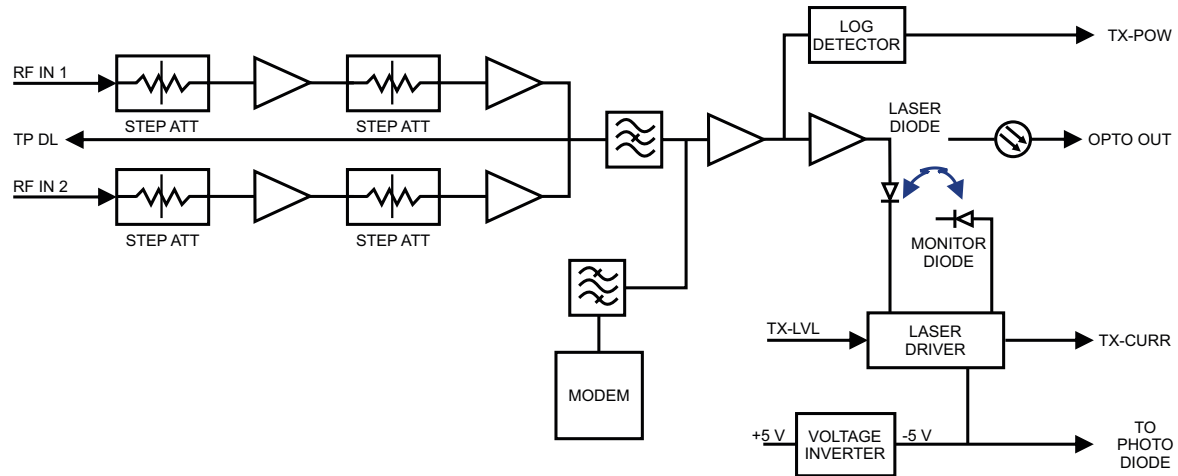 LOG
DETECTOR
TX-POW
RF IN 1
STEP ATT
STEP ATT
LASER
DIODE
TP DL
OPTO OUT
RF IN 2
STEP ATT
STEP ATT
MONITOR
DIODE
TX-LVL
LASER
DRIVER
TX-CURR
MODEM
+5 V
VOLTAGE
INVERTER
-5 V
TO
PHOTO
DIODE